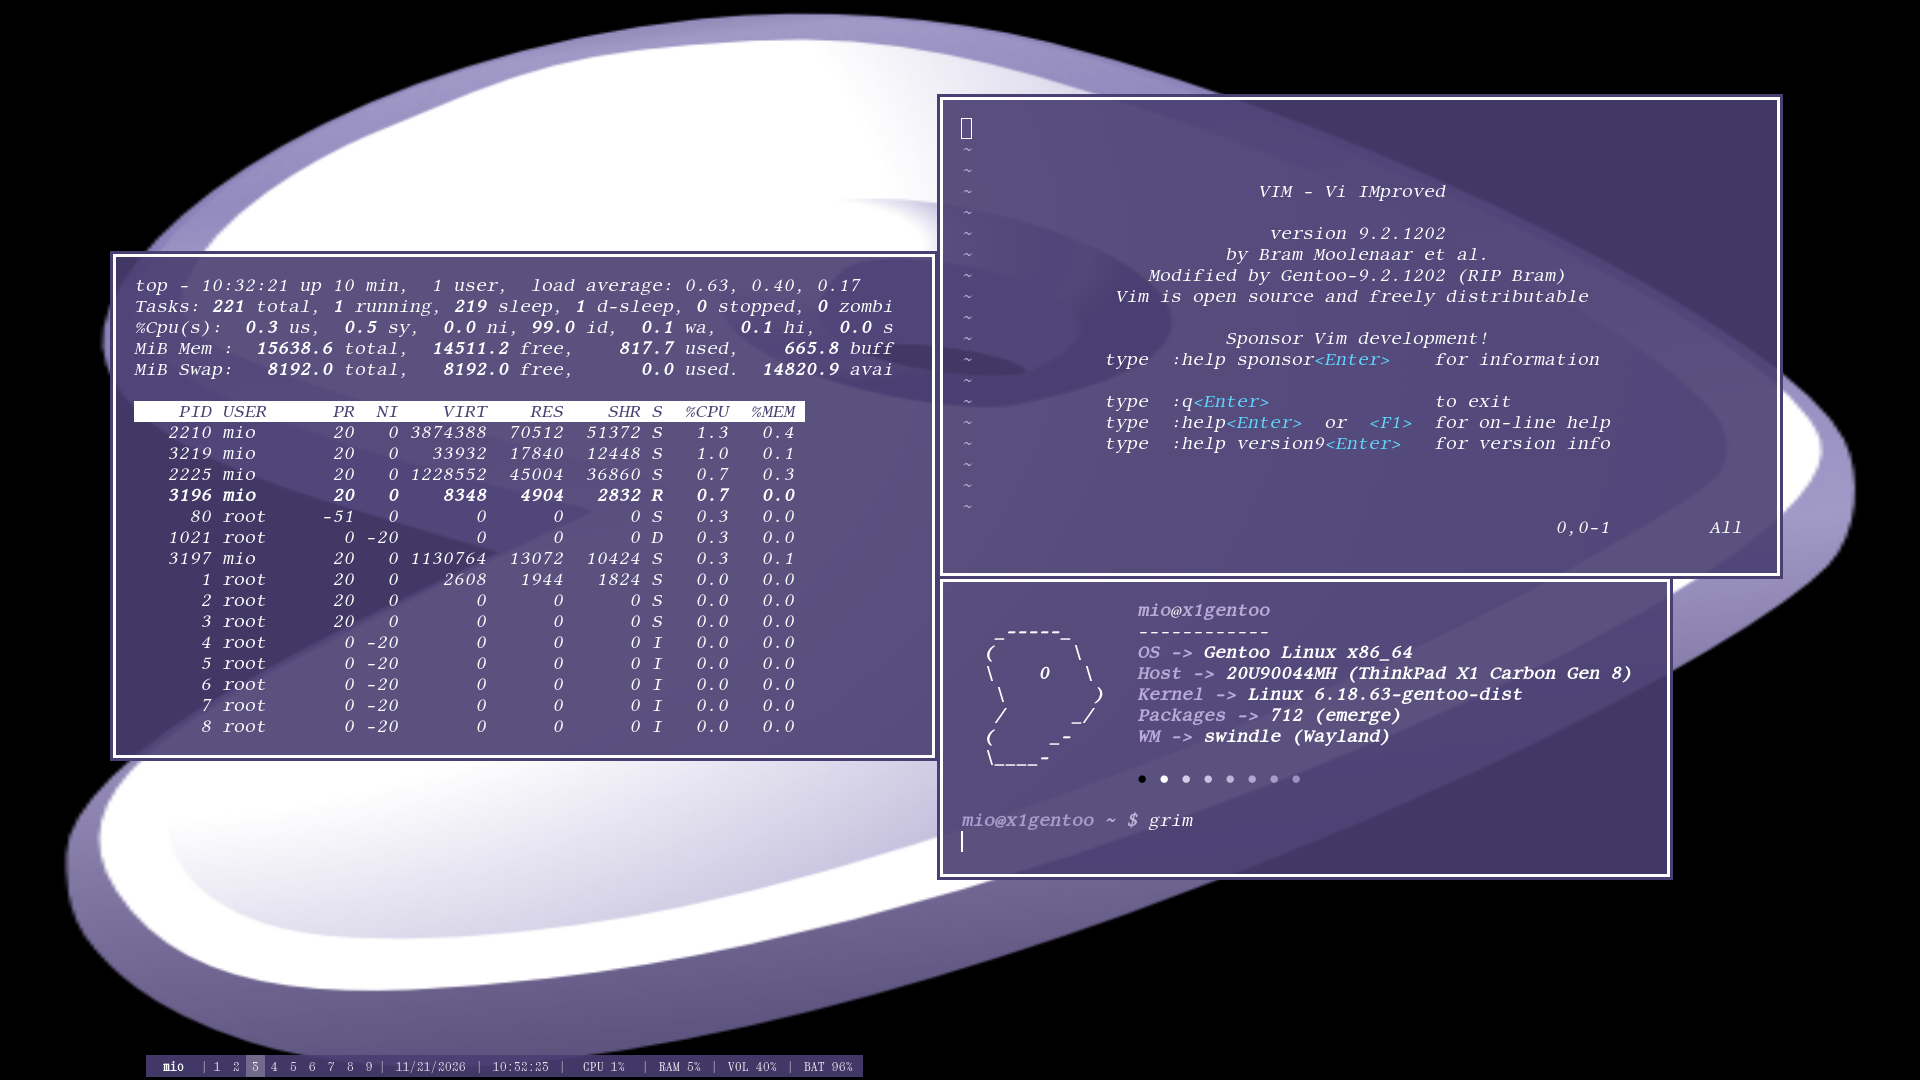 top - 10:32:21 up 10 min,  1 user,  load average: 0.63, 0.40, 0.17
Tasks: 221 total, 1 running, 219 sleep, 1 d-sleep, 0 stopped, 0 zombi
%Cpu(s):  0.3 us,  0.5 sy,  0.0 ni, 99.0 id,  0.1 wa,  0.1 hi,  0.0 s
MiB Mem :  15638.6 total,  14511.2 free,    817.7 used,    665.8 buff
MiB Swap:   8192.0 total,   8192.0 free,      0.0 used.  14820.9 avai
PID USER      PR  NI    VIRT    RES    SHR S  %CPU  %MEM
2210 mio       20   0 3874388  70512  51372 S   1.3   0.4
3219 mio       20   0   33932  17840  12448 S   1.0   0.1
2225 mio       20   0 1228552  45004  36860 S   0.7   0.3
3196 mio       20   0    8348   4904   2832 R   0.7   0.0
80 root      -51   0       0      0      0 S   0.3   0.0
1021 root       0 -20       0      0      0 D   0.3   0.0
3197 mio       20   0 1130764  13072  10424 S   0.3   0.1
1 root      20   0    2608   1944   1824 S   0.0   0.0
2 root      20   0       0      0      0 S   0.0   0.0
3 root      20   0       0      0      0 S   0.0   0.0
4 root       0 -20       0      0      0 I   0.0   0.0
5 root       0 -20       0      0      0 I   0.0   0.0
6 root       0 -20       0      0      0 I   0.0   0.0
7 root       0 -20       0      0      0 I   0.0   0.0
8 root       0 -20       0      0      0 I   0.0   0.0
~
~
~ VIM - Vi IMproved
~
~ version 9.2.1202
~ by Bram Moolenaar et al.
~ Modified by Gentoo-9.2.1202 (RIP Bram)
~ Vim is open source and freely distributable
~
~ Sponsor Vim development!
~ type  :help sponsor<Enter>    for information
~
~ type  :q<Enter>               to exit
~ type  :help<Enter>  or  <F1>  for on-line help
~ type  :help version9<Enter>   for version info
~
~
~
0,0-1         All
mio@x1gentoo
------------
 _-----_
(       \
\    0   \
 \        )
 /      _/
(     _-
\____-
OS -> Gentoo Linux x86_64
Host -> 20U90044MH (ThinkPad X1 Carbon Gen 8)
Kernel -> Linux 6.18.63-gentoo-dist
Packages -> 712 (emerge)
WM -> swindle (Wayland)
● ● ● ● ● ● ● ●
mio@x1gentoo ~ $ grim
mio | 1 2 3 4 5 6 7 8 9 | 11/21/2026 | 10:32:23 | CPU 1% | RAM 5% | VOL 40% | BAT 96%